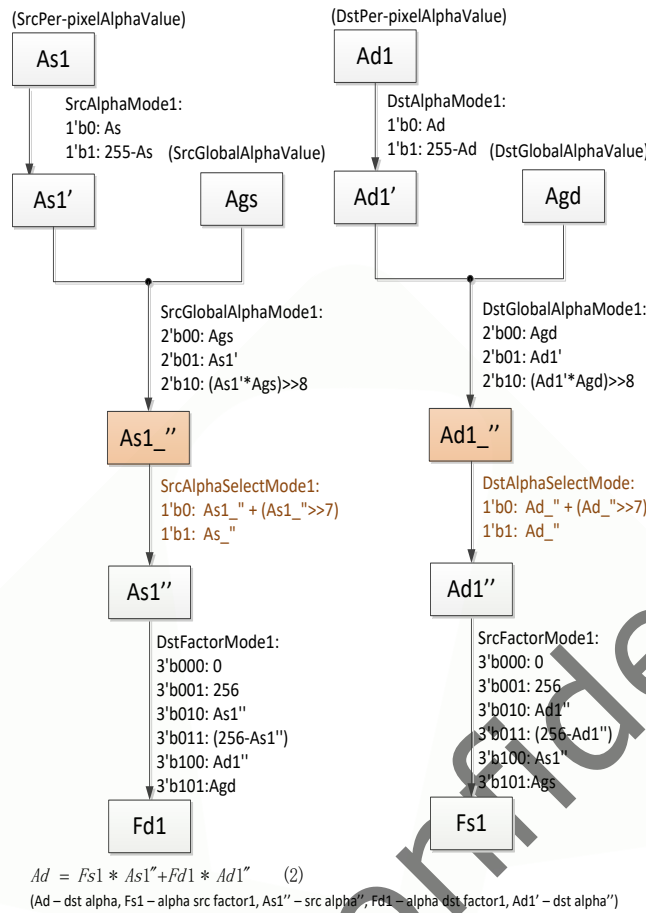 (SrcPer-pixelAlphaValue)
As1
SrcAlphaMode1:
1'b0: As
1'b1: 255-As
(SrcGlobalAlphaValue)
As1'
Ags
SrcGlobalAlphaMode1:
2'b00: Ags
2'b01: As1'
2'b10: (As1'*Ags)>>8
As1_''
SrcAlphaSelectMode1:
1'b0: As1_" + (As1_">>7)
1'b1: As_"
As1''
DstFactorMode1:
3'b000: 0
3'b001: 256
3'b010: As1''
3'b011: (256-As1'')
3'b100: Ad1''
3'b101:Agd
Fd1
(DstPer-pixelAlphaValue)
Ad1
DstAlphaMode1:
1'b0: Ad
1'b1: 255-Ad
(DstGlobalAlphaValue)
Ad1'
Agd
DstGlobalAlphaMode1:
2'b00: Agd
2'b01: Ad1'
2'b10: (Ad1'*Agd)>>8
Ad1_''
DstAlphaSelectMode:
1'b0: Ad_" + (Ad_">>7)
1'b1: Ad_"
Ad1''
SrcFactorMode1:
3'b000: 0
3'b001: 256
3'b010: Ad1"
3'b011: (256-Ad1'')
3'b100: As1''
3'b101:Ags
Fs1
Ad = Fs1 * As1″+Fd1 * Ad1″ (2)
(Ad – dst alpha, Fs1 – alpha src factor1, As1'' – src alpha'', Fd1 – alpha dst factor1, Ad1' – dst alpha'')